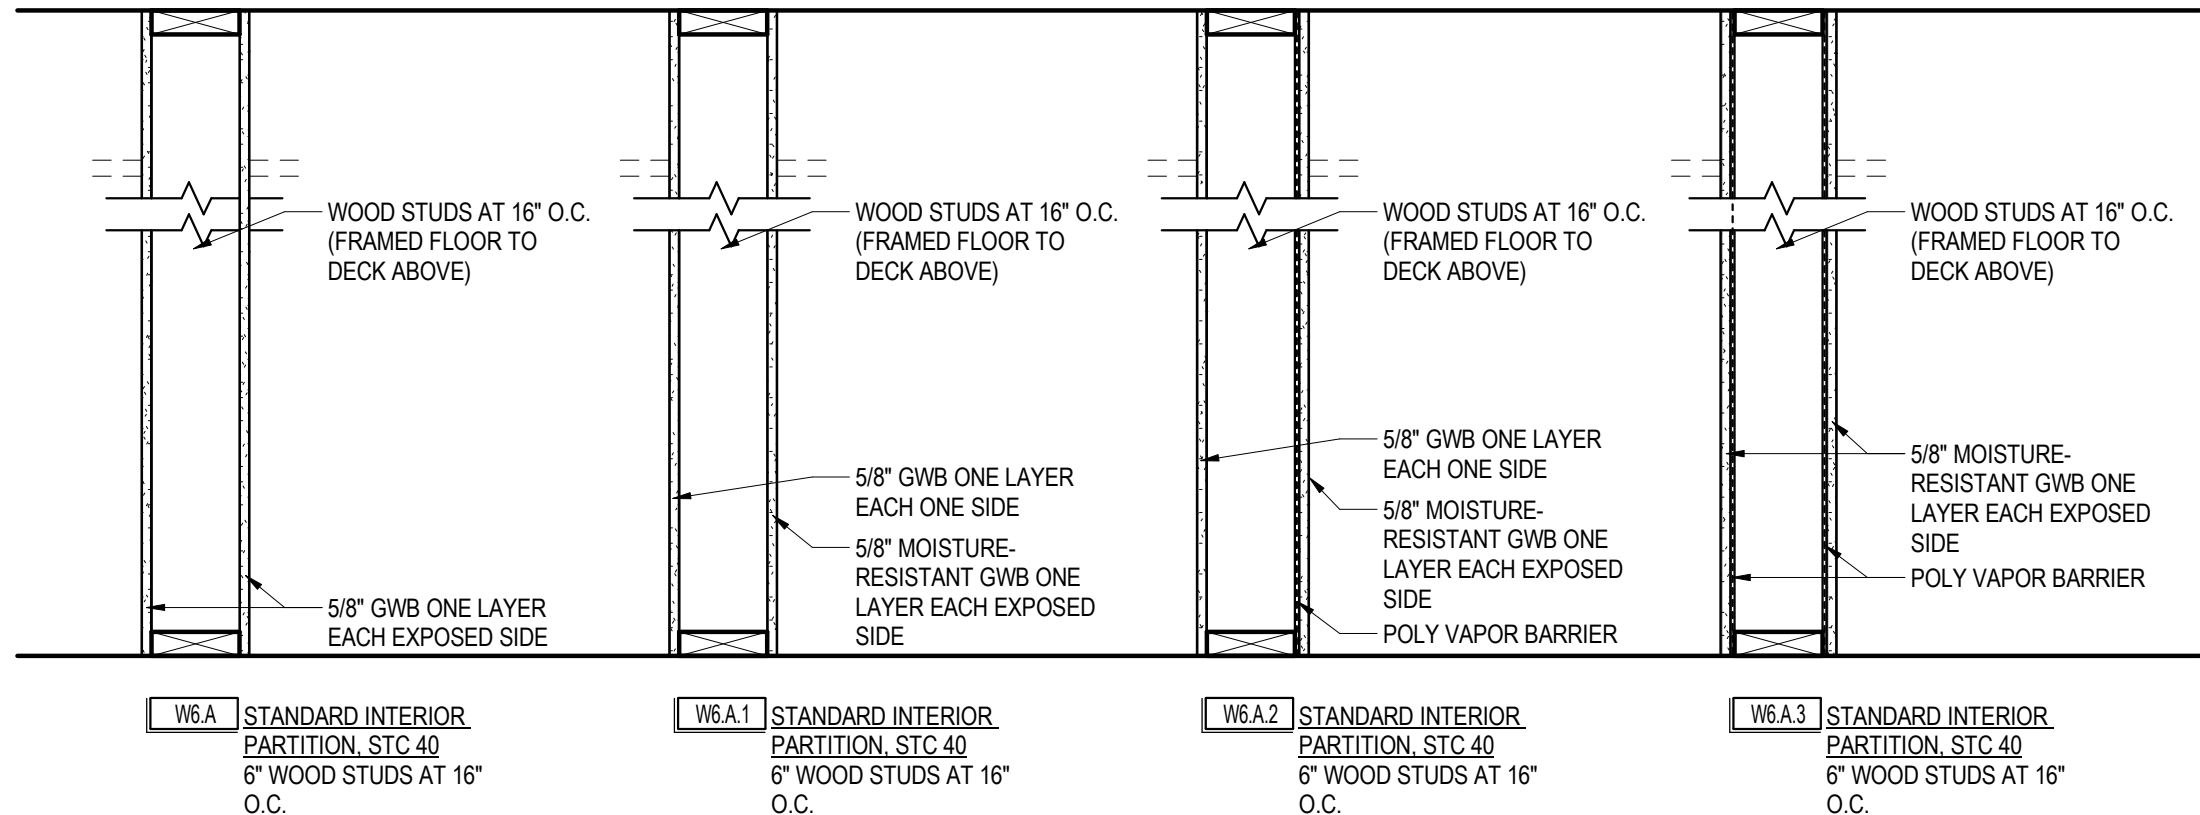 WOOD STUDS AT 16" O.C.
(FRAMED FLOOR TO
DECK ABOVE)
5/8" GWB ONE LAYER
EACH EXPOSED SIDE
W6.A
STANDARD INTERIOR
PARTITION, STC 40
6" WOOD STUDS AT 16"
O.C.
WOOD STUDS AT 16" O.C.
(FRAMED FLOOR TO
DECK ABOVE)
5/8" GWB ONE LAYER
EACH ONE SIDE
5/8" MOISTURE-
RESISTANT GWB ONE
LAYER EACH EXPOSED
SIDE
W6.A.1
STANDARD INTERIOR
PARTITION, STC 40
6" WOOD STUDS AT 16"
O.C.
WOOD STUDS AT 16" O.C.
(FRAMED FLOOR TO
DECK ABOVE)
5/8" GWB ONE LAYER
EACH ONE SIDE
5/8" MOISTURE-
RESISTANT GWB ONE
LAYER EACH EXPOSED
SIDE
POLY VAPOR BARRIER
W6.A.2
STANDARD INTERIOR
PARTITION, STC 40
6" WOOD STUDS AT 16"
O.C.
WOOD STUDS AT 16" O.C.
(FRAMED FLOOR TO
DECK ABOVE)
5/8" MOISTURE-
RESISTANT GWB ONE
LAYER EACH EXPOSED
SIDE
POLY VAPOR BARRIER
W6.A.3
STANDARD INTERIOR
PARTITION, STC 40
6" WOOD STUDS AT 16"
O.C.